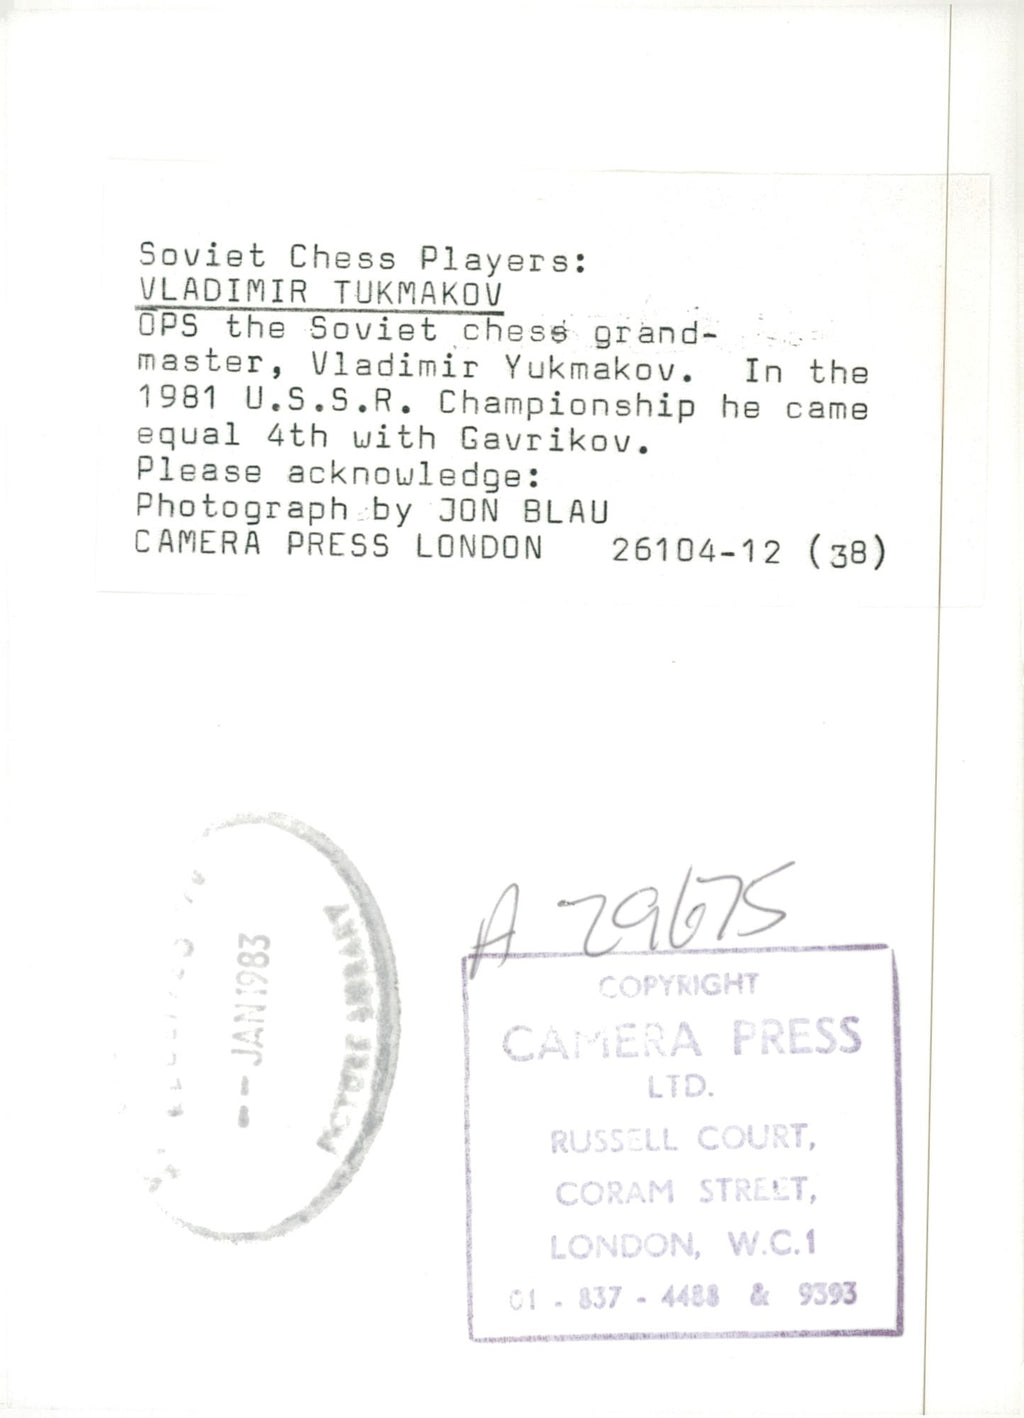 Soviet Chess Players:
VLADIMIR TUKMAKOV
OPS the Soviet chess grand-
master, Vladimir Yukmakov. In the
1981 U.S.S.R. Championship he came
equal 4th with Gavrikov.
Please acknowledge:
Photograph by JON BLAU
CAMERA PRESS LONDON 26104-12 (38)
-- JAN 1983
PICTURE LIBRARY
A 29675
COPYRIGHT
CAMERA PRESS
LTD.
RUSSELL COURT,
CORAM STREET,
LONDON, W.C.1
01 - 837 - 4488 & 9393